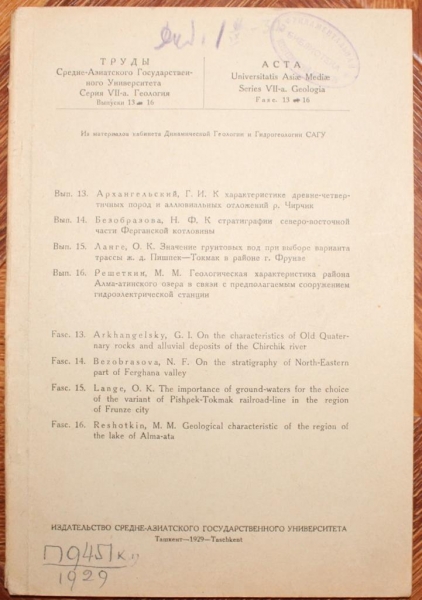 ТРУДЫ
Средне-Азиатского Государствен-
ного Университета
Серия VII-a. Геология
Выпуски 13 — 16
ACTA
Universitatis Asiae Mediae
Series VII-a. Geologia
Fasc. 13 — 16
Из материалов кабинета Динамической Геологии и Гидрогеологии САГУ
Вып. 13. Архангельский, Г. И. К характеристике древне-четвер-
тичных пород и аллювиальных отложений р. Чирчик
Вып. 14. Безобразова, Н. Ф. К стратиграфии северо-восточной
части Ферганской котловины
Вып. 15. Ланге, О. К. Значение грунтовых вод при выборе варианта
трассы ж. д. Пишпек—Токмак в районе г. Фрунзе
Вып. 16. Решеткин, М. М. Геологическая характеристика района
Алма-атинского озера в связи с предполагаемым сооружением
гидроэлектрической станции
Fasc. 13. Arkhangelsky, G. I. On the characteristics of Old Quater-
nary rocks and alluvial deposits of the Chirchik river
Fasc. 14. Bezobrasova, N. F. On the stratigraphy of North-Eastern
part of Ferghana valley
Fasc. 15. Lange, O. K. The importance of ground-waters for the choice
of the variant of Pishpek-Tokmak railroad-line in the region
of Frunze city
Fasc. 16. Reshotkin, M. M. Geological characteristic of the region of
the lake of Alma-ata
ИЗДАТЕЛЬСТВО СРЕДНЕ-АЗИАТСКОГО ГОСУДАРСТВЕННОГО УНИВЕРСИТЕТА
Ташкент—1929—Taschkent
П9451
1929